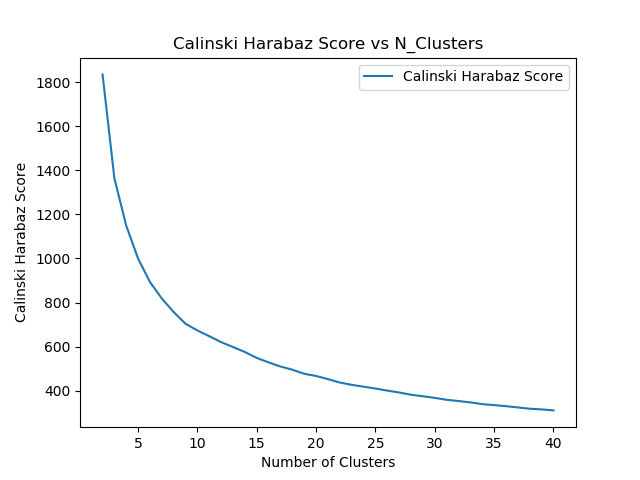 Calinski Harabaz Score vs N_Clusters
Calinski Harabaz Score
1800
1600
1400
1200
1000
800
600
400
Calinski Harabaz Score
5 10 15 20 25 30 35 40
Number of Clusters